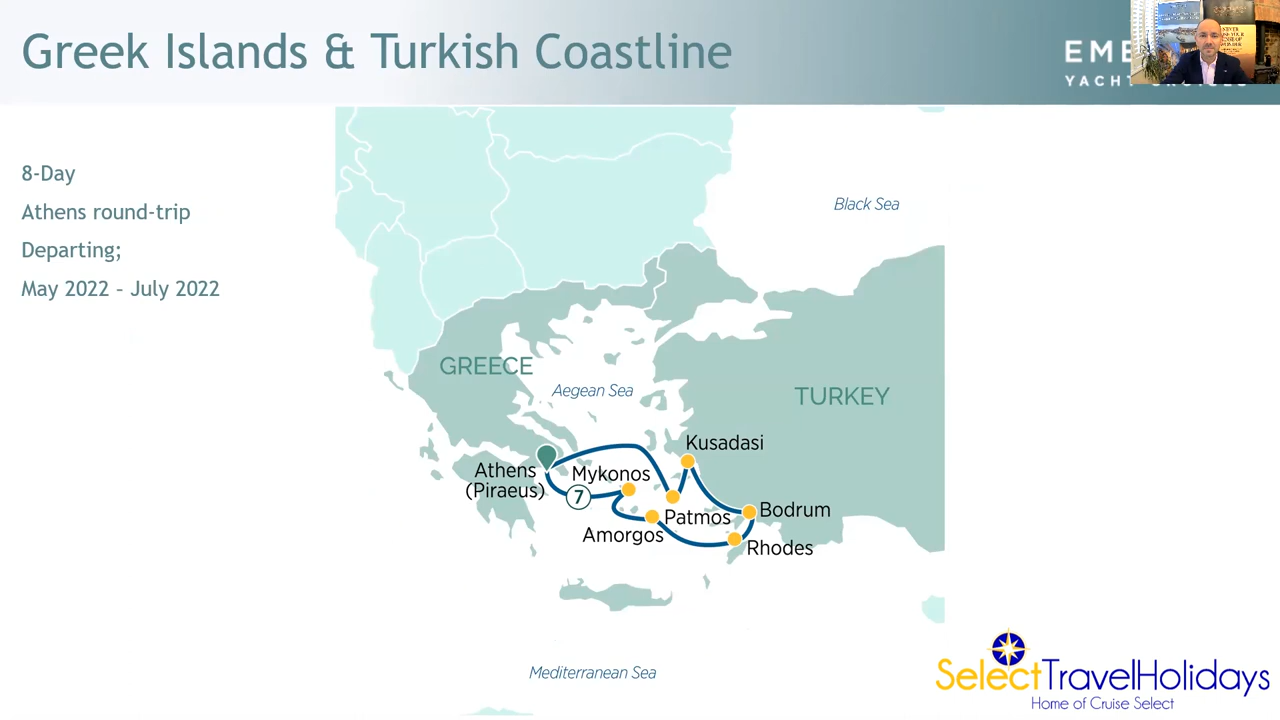 Greek Islands & Turkish Coastline
YACHT
8-Day
Athens round-trip
Departing;
May 2022 – July 2022
Black Sea
GREECE
Aegean Sea
TURKEY
Kusadasi
Athens
(Piraeus)
Mykonos
7
Patmos
Bodrum
Amorgos
Rhodes
Mediterranean Sea
SelectTravelHolidays
Home of Cruise Select